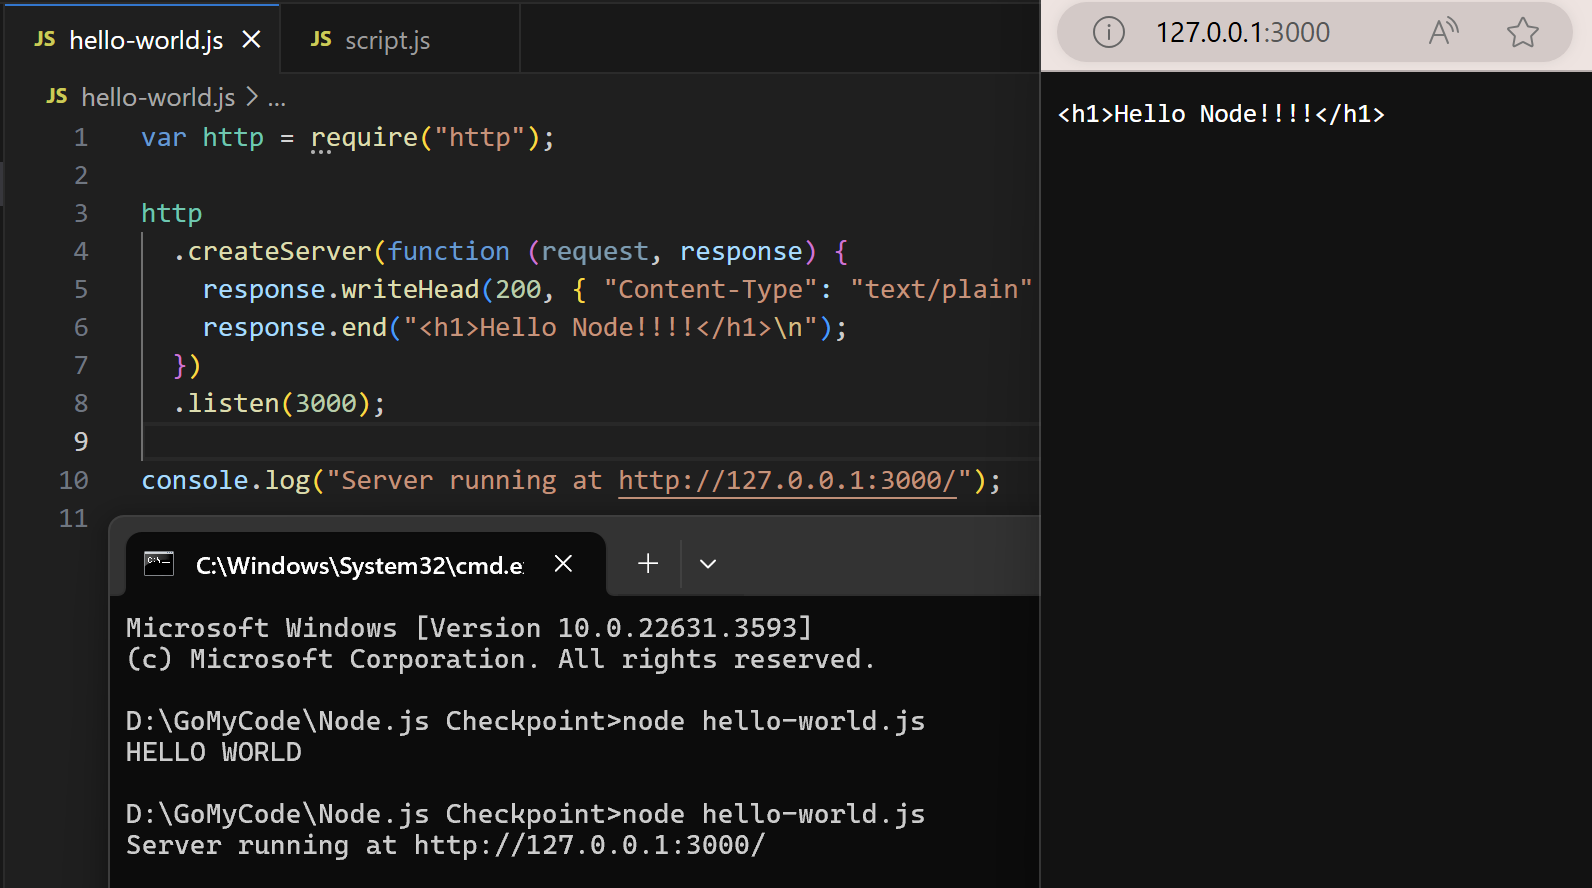 JS hello-world.js
JS script.js
JS hello-world.js > ...
1 var http = require("http");
2
3 http
4 .createServer(function (request, response) {
5 response.writeHead(200, { "Content-Type": "text/plain"
6 response.end("<h1>Hello Node!!!!</h1>\n");
7 })
8 .listen(3000);
9
10 console.log("Server running at http://127.0.0.1:3000/");
11
C:\Windows\System32\cmd.e
Microsoft Windows [Version 10.0.22631.3593]
(c) Microsoft Corporation. All rights reserved.
D:\GoMyCode\Node.js Checkpoint>node hello-world.js
HELLO WORLD
D:\GoMyCode\Node.js Checkpoint>node hello-world.js
Server running at http://127.0.0.1:3000/
127.0.0.1:3000
<h1>Hello Node!!!!</h1>